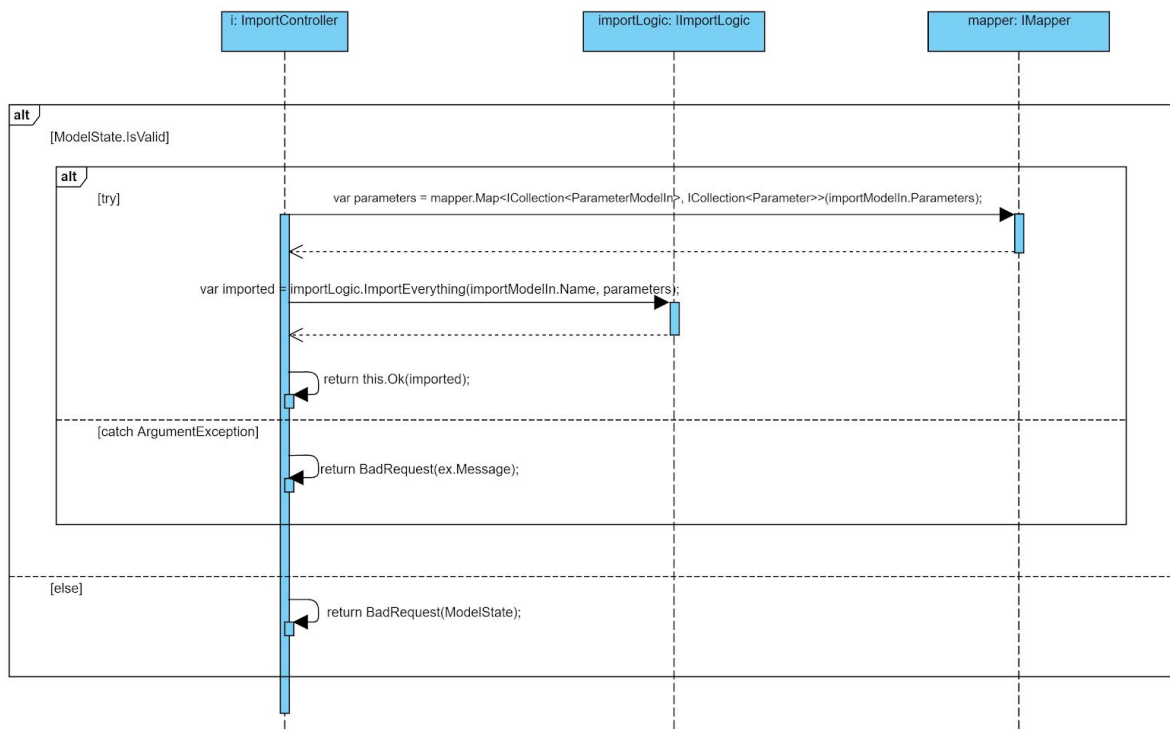 i: ImportController
importLogic: IImportLogic
mapper: IMapper
alt
[ModelState.IsValid]
alt
[try]
var parameters = mapper.Map<ICollection<ParameterModelIn>, ICollection<Parameter>>(importModelIn.Parameters);
var imported = importLogic.ImportEverything(importModelIn.Name, parameters);
return this.Ok(imported);
[catch ArgumentException]
return BadRequest(ex.Message);
[else]
return BadRequest(ModelState);